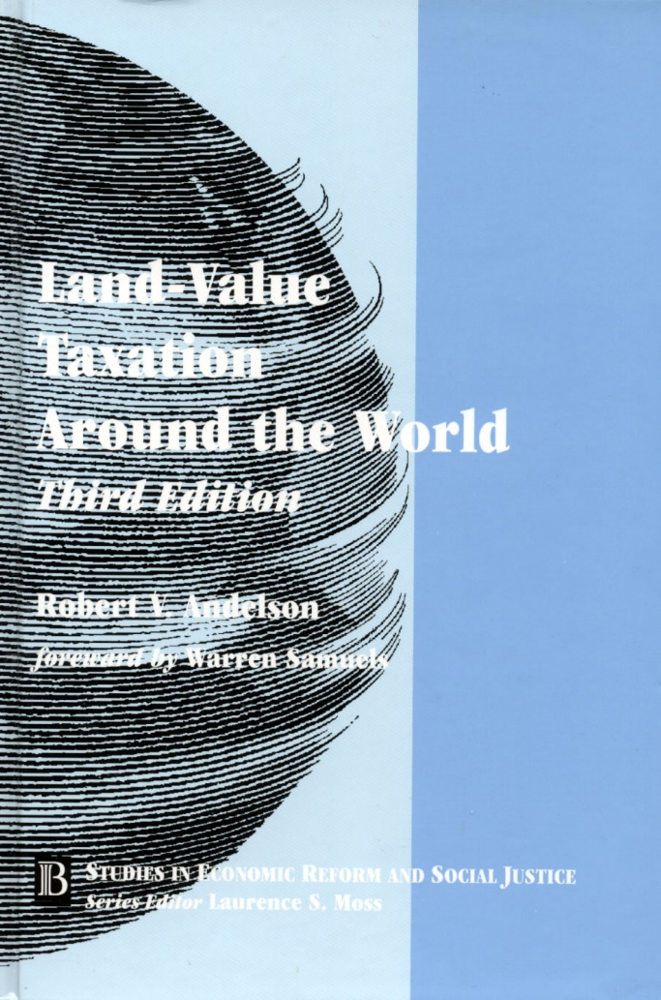 Land-Value
Taxation
Around the World
Third Edition
Robert V. Andelson
foreward by Warren Samuels
B STUDIES IN ECONOMIC REFORM AND SOCIAL JUSTICE
Series Editor Laurence S. Moss